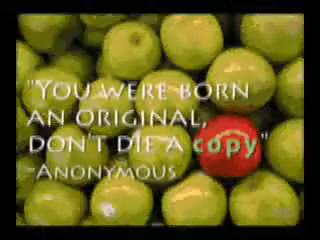 "YOU WERE BORN
AN ORIGINAL,
DON'T DIE A copy"
-ANONYMOUS